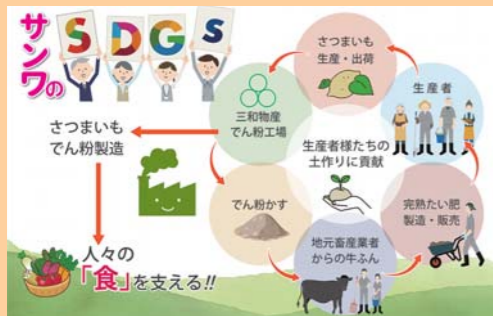 サンワの
SDGS
さつまいも
生産・出荷
生産者
三和物産
でん粉工場
生産者様たちの
土作りに貢献
さつまいも
でん粉製造
でん粉かす
完熟たい肥
製造・販売
地元畜産業者
からの牛ふん
人々の
「食」を支える!!